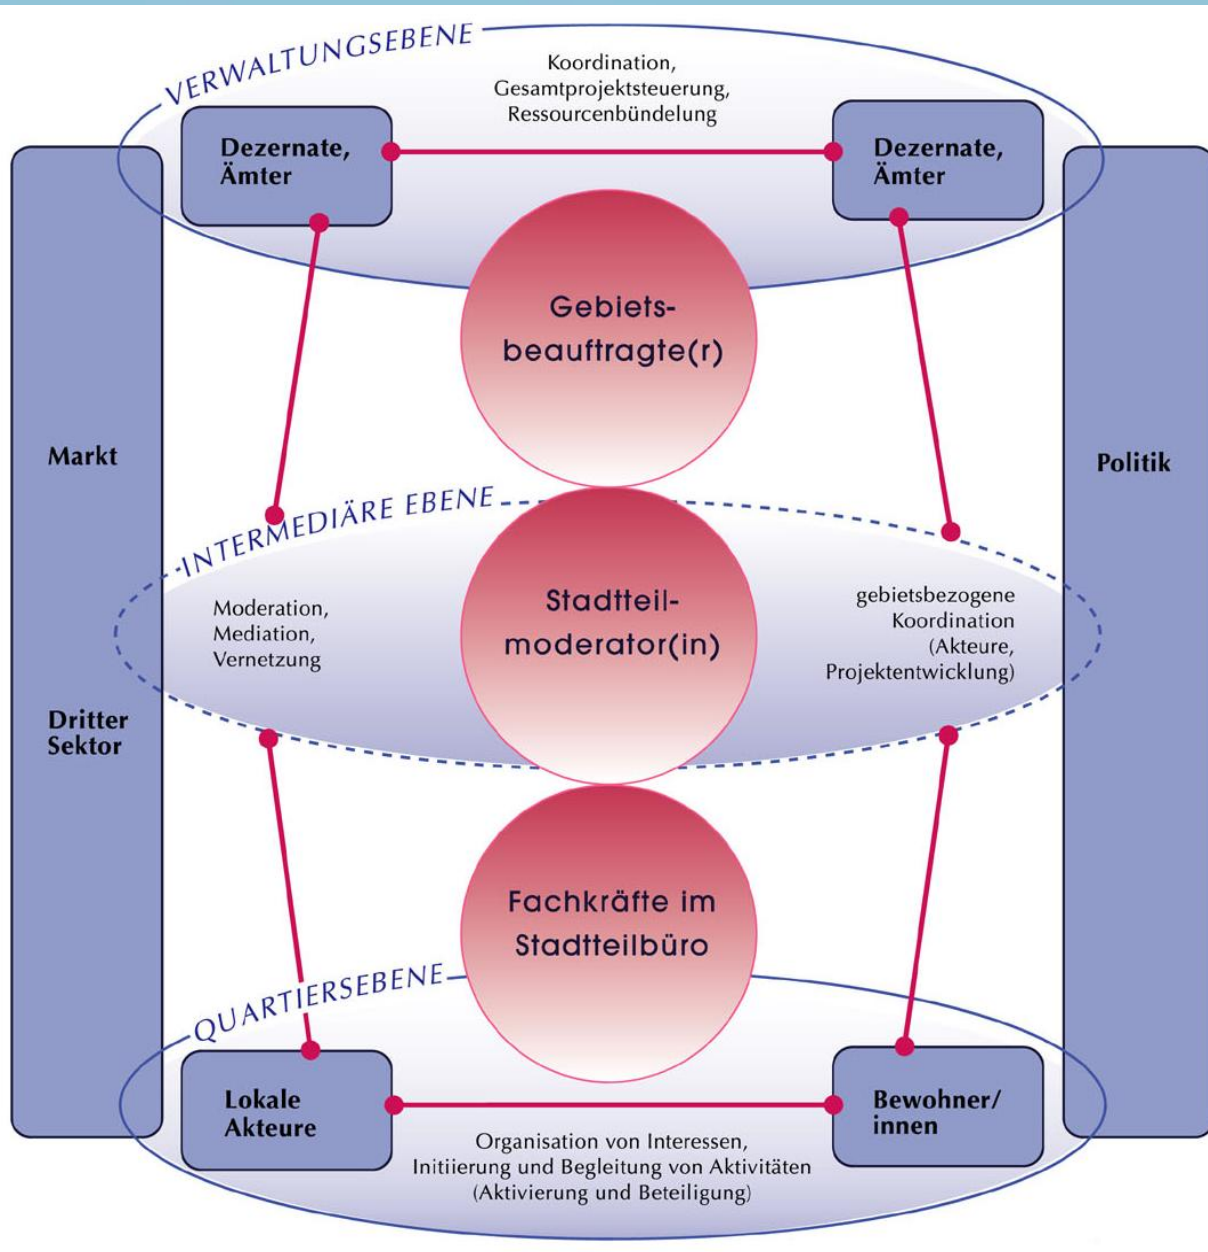 VERWALTUNGSEBENE
Koordination,
Gesamtprojektsteuerung,
Ressourcenbündelung
Dezernate,
Ämter
Dezernate,
Ämter
Gebiets-
beauftragte(r)
Markt
Politik
INTERMEDIÄRE EBENE
Moderation,
Mediation,
Vernetzung
Stadtteil-
moderator(in)
gebietsbezogene
Koordination
(Akteure,
Projektentwicklung)
Dritter
Sektor
Fachkräfte im
Stadtteilbüro
QUARTIERSEBENE
Lokale
Akteure
Bewohner/
innen
Organisation von Interessen,
Initiierung und Begleitung von Aktivitäten
(Aktivierung und Beteiligung)